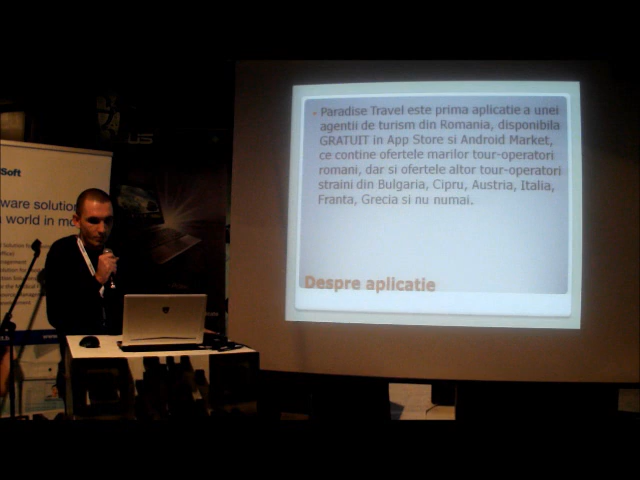 Paradise Travel este prima aplicatie a unei
agentii de turism din Romania, disponibila
GRATUIT in App Store si Android Market,
ce contine ofertele marilor tour-operatori
romani, dar si ofertele altor tour-operatori
straini din Bulgaria, Cipru, Austria, Italia,
Franta, Grecia si nu numai.
Despre aplicatie
Soft
ware solution
world in mo